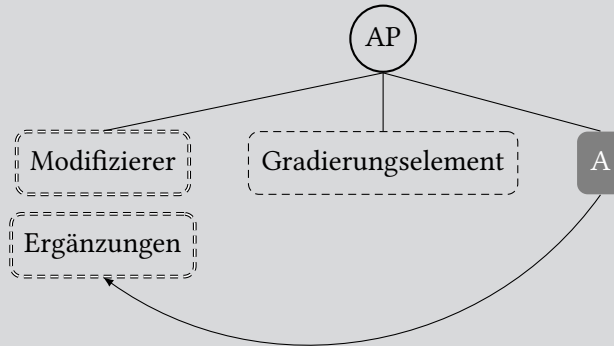 AP
Modifizierer
Gradierungselement
A
Ergänzungen